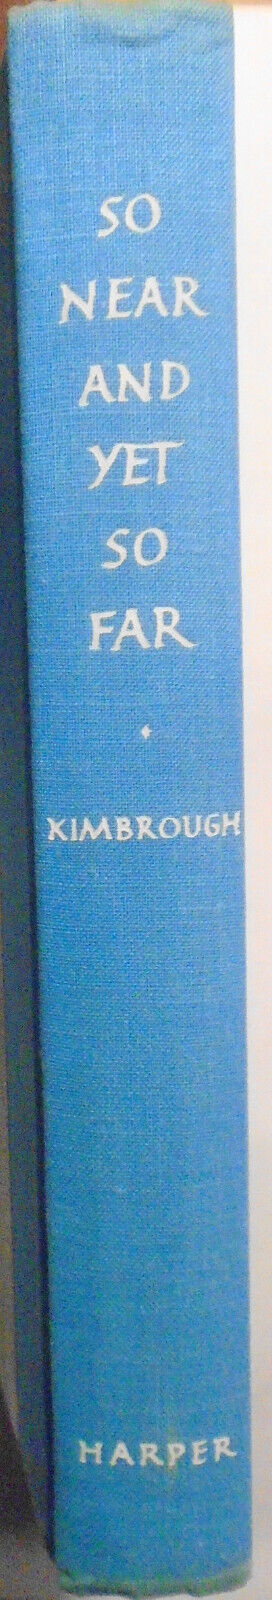 SO
NEAR
AND
YET
SO
FAR
KIMBROUGH
HARPER